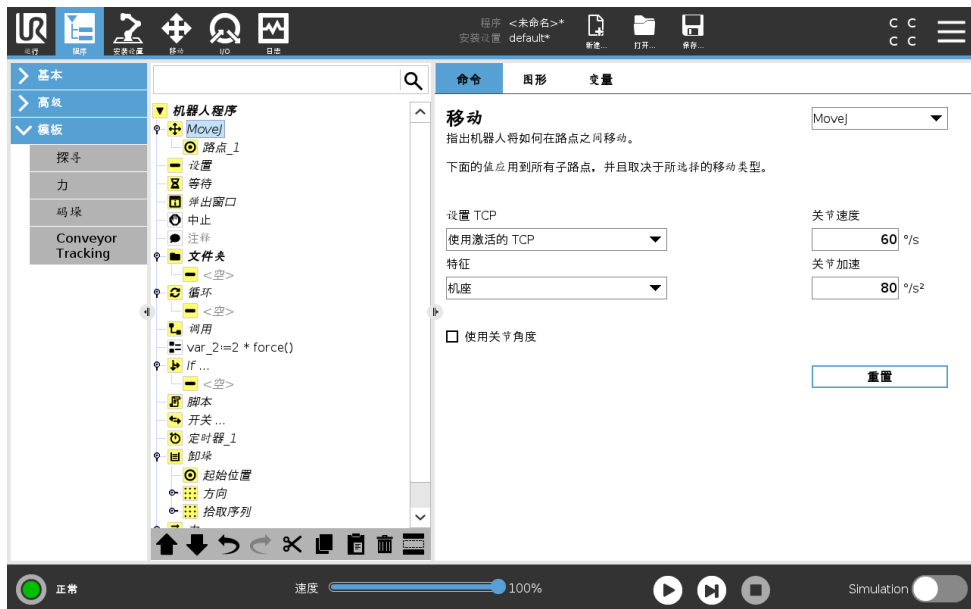 UR
运行
程序
安装设置
移动
I/O
日志
程序 <未命名>*
安装设置 default*
新建...
打开...
保存...
C C
C C
基本
高级
模板
探寻
力
码垛
Conveyor
Tracking
机器人程序
MoveJ
路点_1
设置
等待
弹出窗口
中止
注释
文件夹
<空>
循环
<空>
调用
var_2:=2 * force()
If ...
<空>
脚本
开关 ...
定时器_1
卸垛
起始位置
方向
拾取序列
命令
图形
变量
移动
MoveJ
指出机器人将如何在路点之间移动。
下面的值应用到所有子路点，并且取决于所选择的移动类型。
设置 TCP
关节速度
使用激活的 TCP
60 °/s
特征
关节加速
机座
80 °/s²
使用关节角度
重置
正常
速度
100%
Simulation